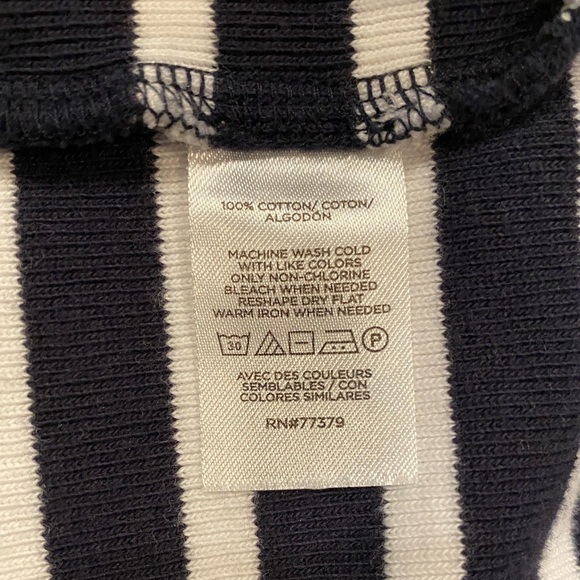 100% COTTON/ COTON/
ALGODÓN
MACHINE WASH COLD
WITH LIKE COLORS
ONLY NON-CHLORINE
BLEACH WHEN NEEDED
RESHAPE DRY FLAT
WARM IRON WHEN NEEDED
30 P
AVEC DES COULEURS
SEMBLABLES / CON
COLORES SIMILARES
RN#77379